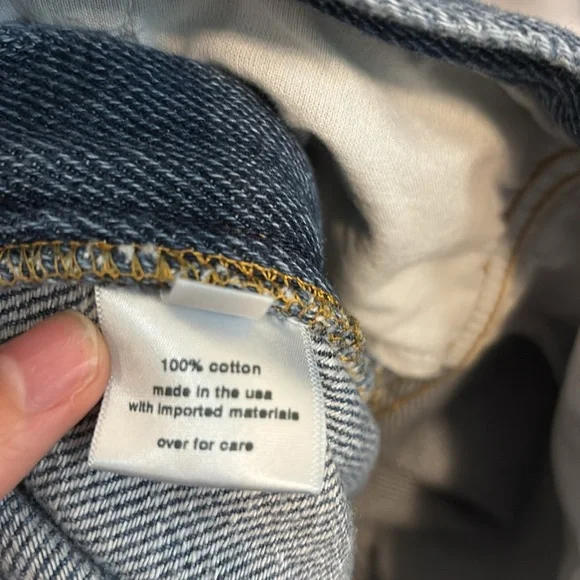 100% cotton
made in the usa
with imported materials
over for care